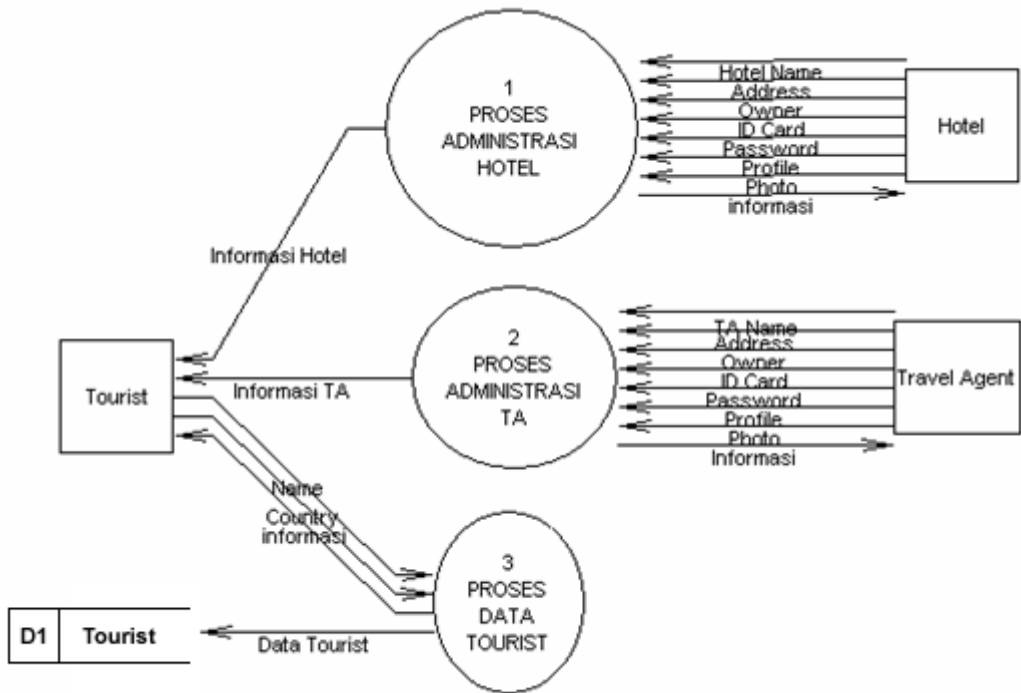 1
PROSES
ADMINISTRASI
HOTEL
Hotel Name
Address
Owner
ID Card
Password
Profile
Photo
informasi
Hotel
Informasi Hotel
Tourist
Informasi TA
2
PROSES
ADMINISTRASI
TA
TA Name
Address
Owner
ID Card
Password
Profile
Photo
Informasi
Travel Agent
Name
Country
informasi
3
PROSES
DATA
TOURIST
D1 Tourist
Data Tourist